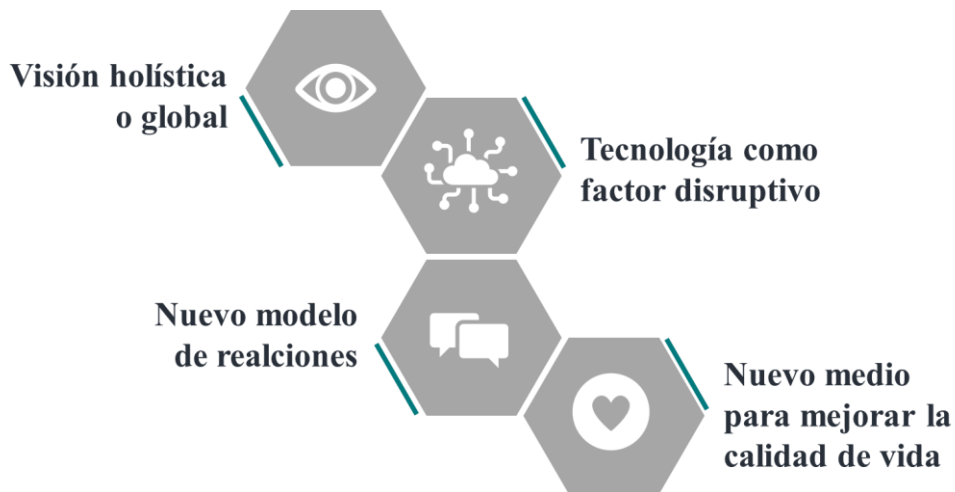 Visión holística
o global
Tecnología como
factor disruptivo
Nuevo modelo
de realciones
Nuevo medio
para mejorar la
calidad de vida